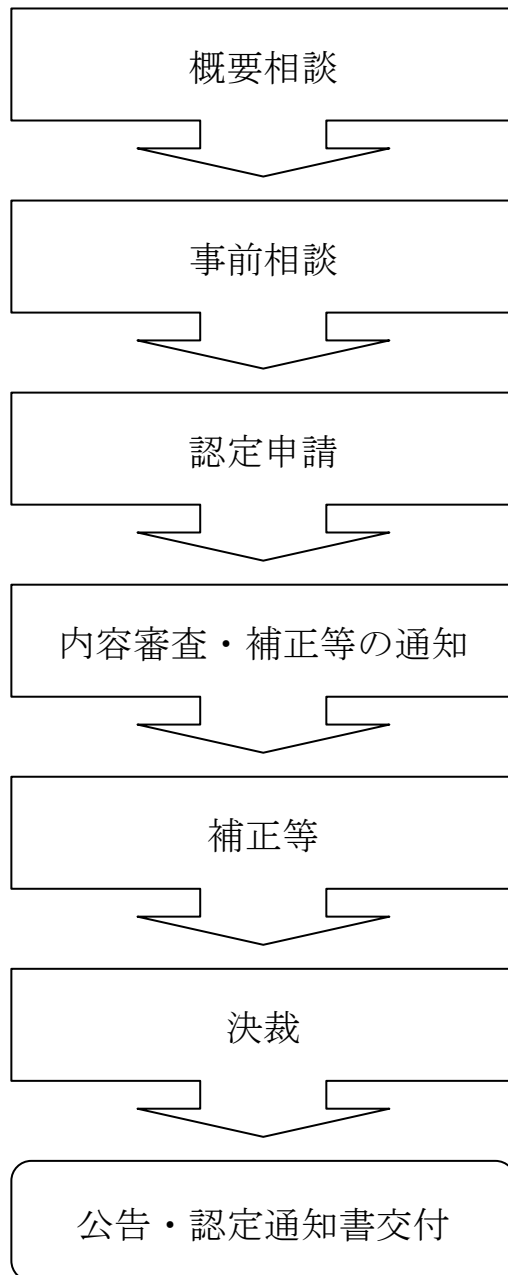 概要相談
事前相談
認定申請
内容審査・補正等の通知
補正等
決裁
公告・認定通知書交付